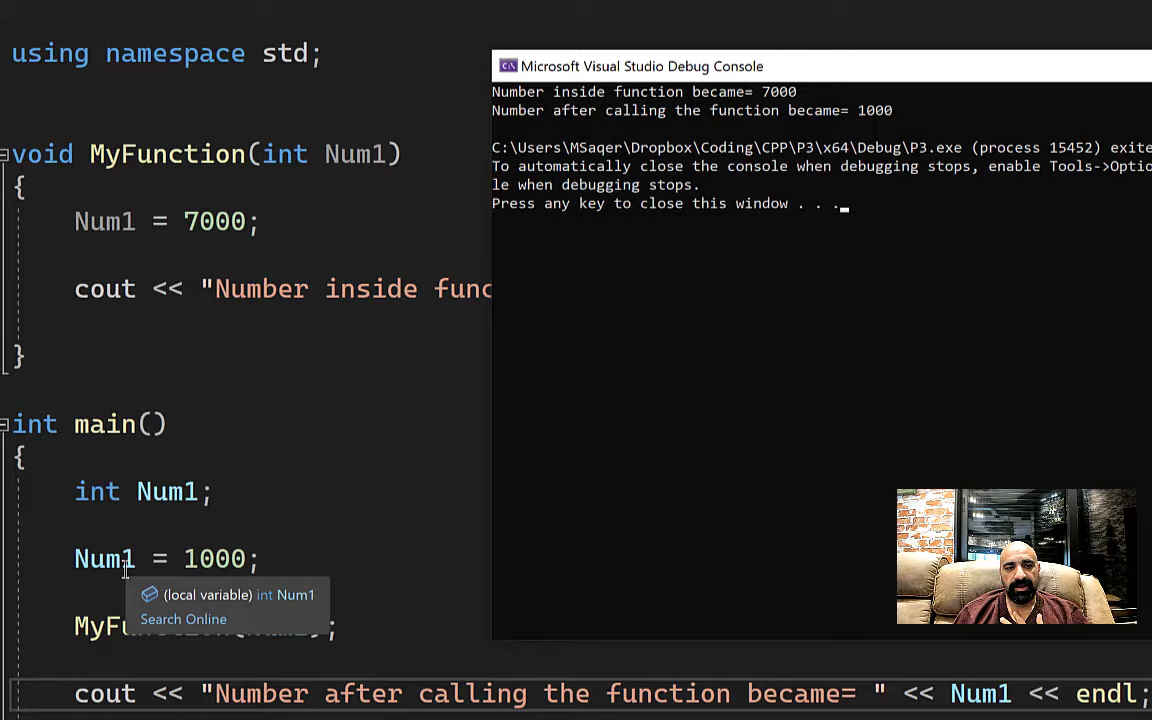 using namespace std;
void MyFunction(int Num1)
{
Num1 = 7000;
cout << "Number inside func
}
int main()
{
int Num1;
Num1 = 1000;
(local variable) int Num1
Search Online
cout << "Number after calling the function became= " << Num1 << endl;
Microsoft Visual Studio Debug Console
Number inside function became= 7000
Number after calling the function became= 1000
C:\Users\MSaqer\Dropbox\Coding\CPP\P3\x64\Debug\P3.exe (process 15452) exite
To automatically close the console when debugging stops, enable Tools->Optio
le when debugging stops.
Press any key to close this window . . .